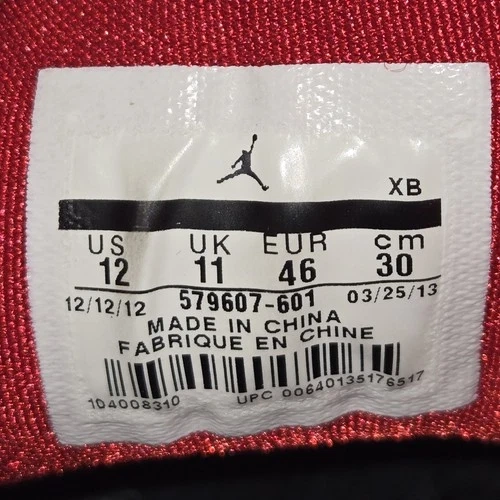 XB
US UK EUR cm
12 11 46 30
12/12/12 579607-601 03/25/13
MADE IN CHINA
FABRIQUE EN CHINE
104008310 UPC 00640135176517